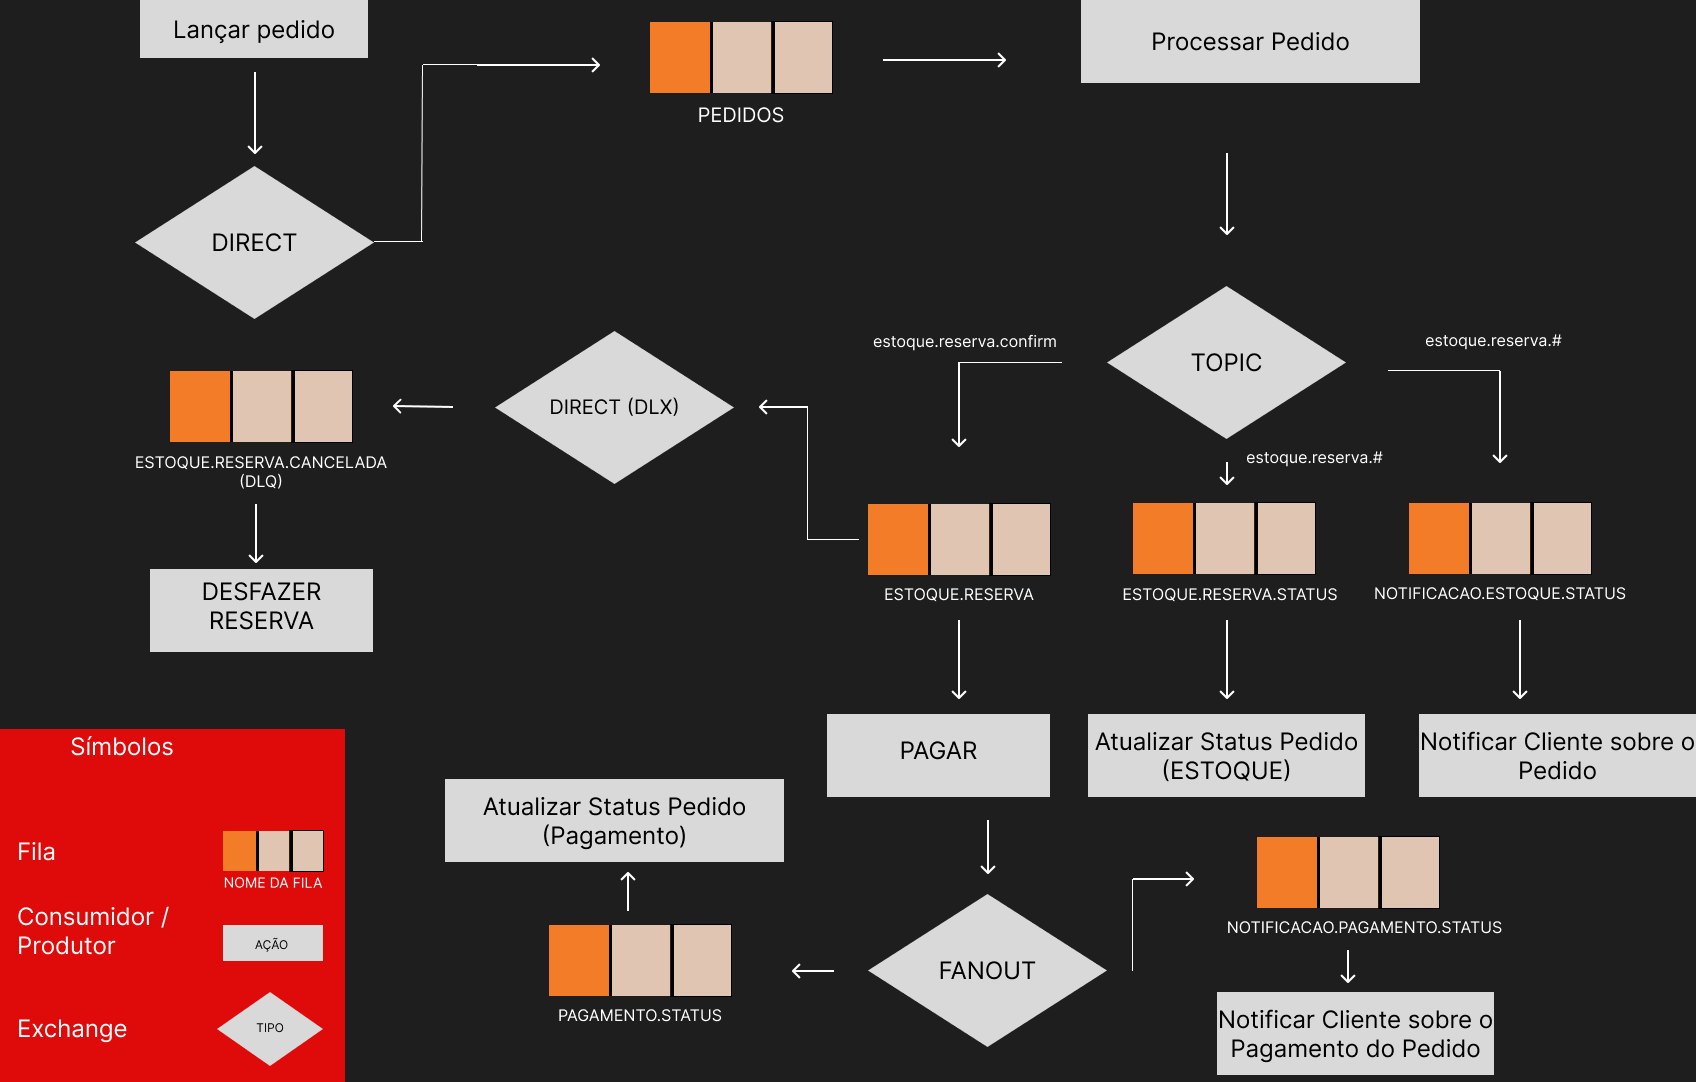 Lançar pedido
PEDIDOS
Processar Pedido
DIRECT
estoque.reserva.confirm
TOPIC
estoque.reserva.#
DIRECT (DLX)
estoque.reserva.#
ESTOQUE.RESERVA.CANCELADA
(DLQ)
DESFAZER
RESERVA
ESTOQUE.RESERVA
ESTOQUE.RESERVA.STATUS
NOTIFICACAO.ESTOQUE.STATUS
PAGAR
Atualizar Status Pedido
(ESTOQUE)
Notificar Cliente sobre o
Pedido
Atualizar Status Pedido
(Pagamento)
PAGAMENTO.STATUS
FANOUT
NOTIFICACAO.PAGAMENTO.STATUS
Notificar Cliente sobre o
Pagamento do Pedido
Símbolos
Fila
NOME DA FILA
Consumidor /
Produtor
AÇÃO
Exchange
TIPO